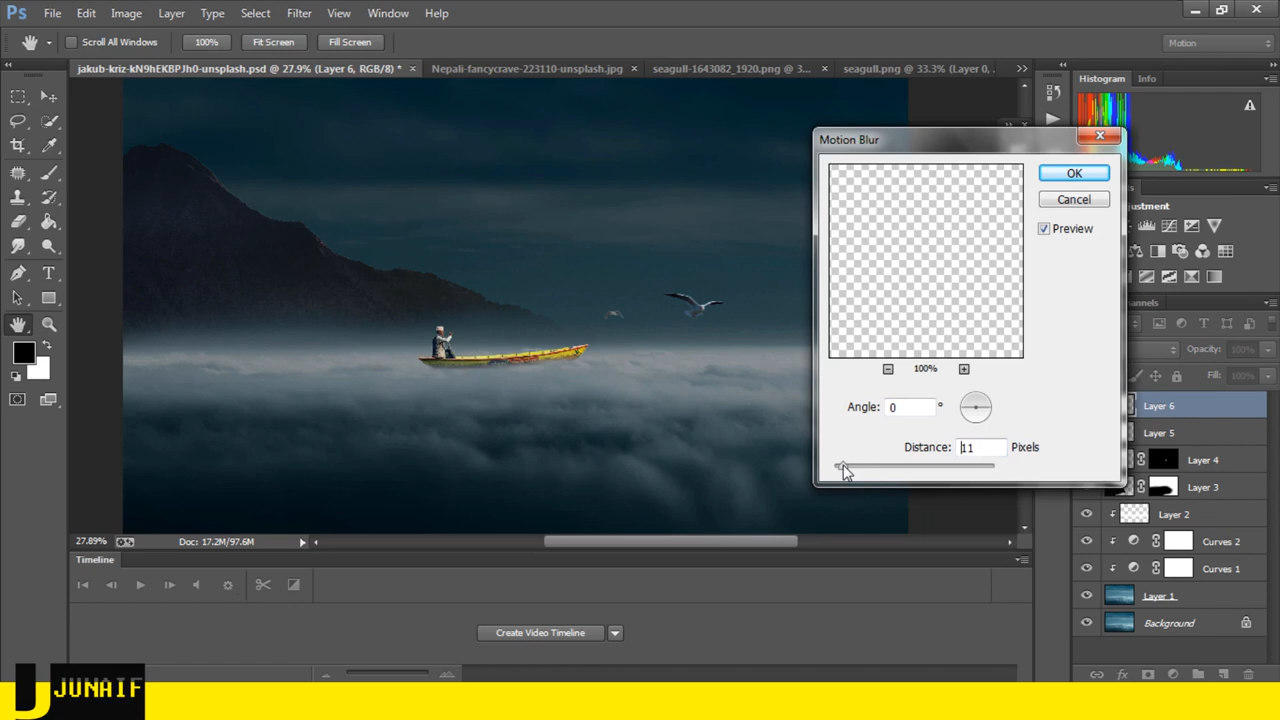 Ps File Edit Image Layer Type Select Filter View Window Help
Scroll All Windows 100% Fit Screen Fill Screen Motion
jakub-kriz-kN9hEKBPJh0-unsplash.psd @ 27.9% (Layer 6, RGB/8) * × Nepali-fancycrave-223110-unsplash.jpg × seagull-1643082_1920.png @ 3... × seagull.png @ 33.3% (Layer 0, ... »
Histogram Info
Motion Blur
OK
Cancel
Preview
100%
Angle: 0 °
Distance: 11 Pixels
Opacity: 100%
Fill: 100%
Layer 6
Layer 5
Layer 4
Layer 3
Layer 2
Curves 2
Curves 1
Layer 1
Background
27.89% Doc: 17.2M/97.6M
Timeline
Create Video Timeline
J JUNAIF